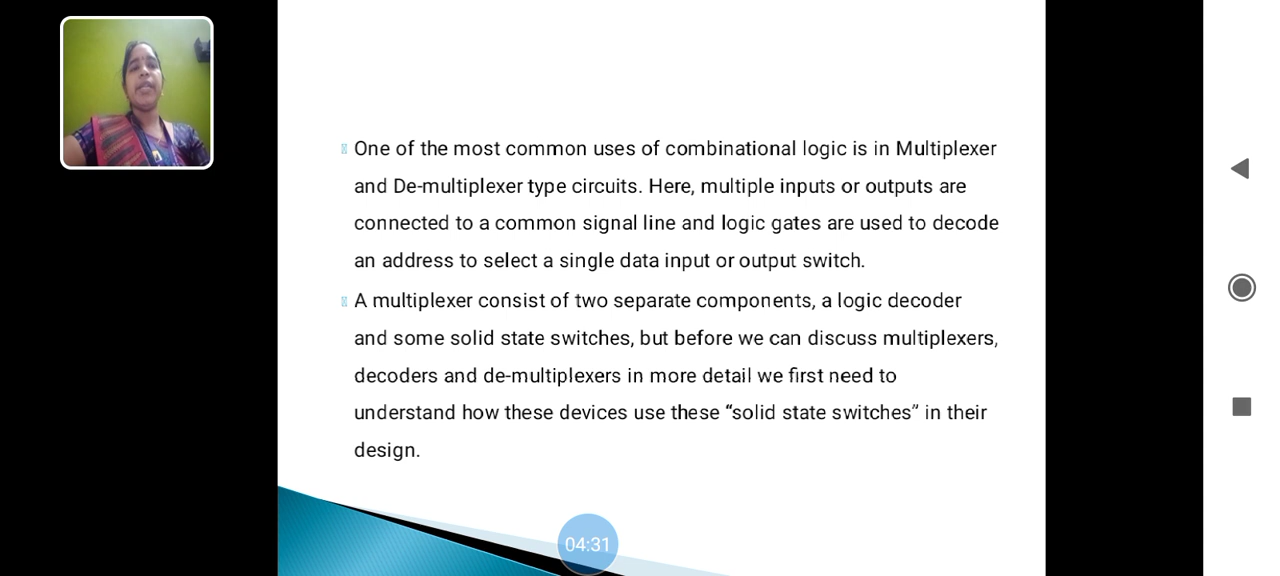 One of the most common uses of combinational logic is in Multiplexer
and De-multiplexer type circuits. Here, multiple inputs or outputs are
connected to a common signal line and logic gates are used to decode
an address to select a single data input or output switch.
A multiplexer consist of two separate components, a logic decoder
and some solid state switches, but before we can discuss multiplexers,
decoders and de-multiplexers in more detail we first need to
understand how these devices use these “solid state switches” in their
design.
04:31